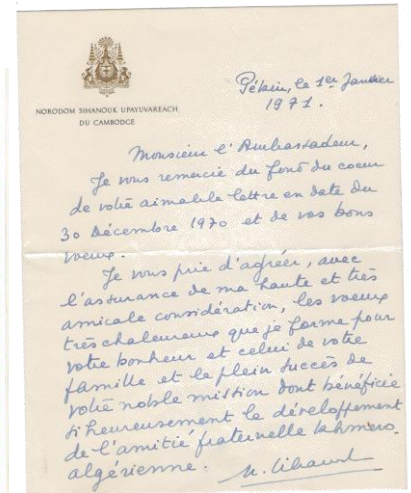 NORODOM SIHANOUK UPAYUVAREACH
DU CAMBODGE
Pékin, le 1er Janvier
1971.
Monsieur l'Ambassadeur,
Je vous remercie du fond du coeur
de votre aimable lettre en date du
30 Décembre 1970 et de vos bons
voeux.
Je vous prie d'agréer, avec
l'assurance de ma haute et très
amicale considération, les voeux
très chaleureux que je forme pour
votre bonheur et celui de votre
famille et le plein succès de
votre noble mission dont bénéficie
si heureusement le développement
de l'amitié fraternelle khméro-
algérienne.
N. Sihanouk